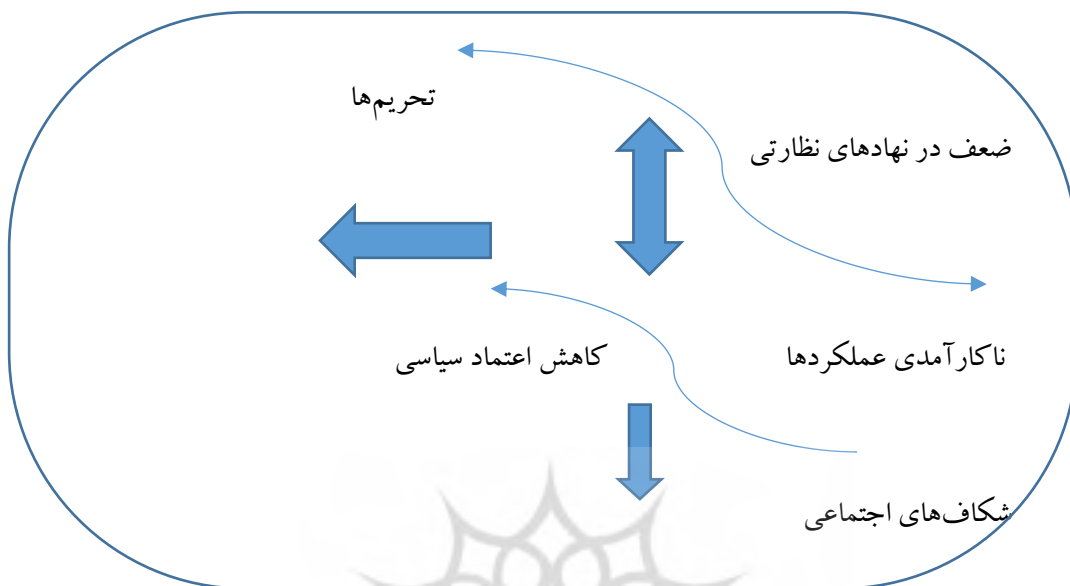 تحریم‌ها
ضعف در نهادهای نظارتی
ناکارآمدی عملکردها
کاهش اعتماد سیاسی
شکاف‌های اجتماعی